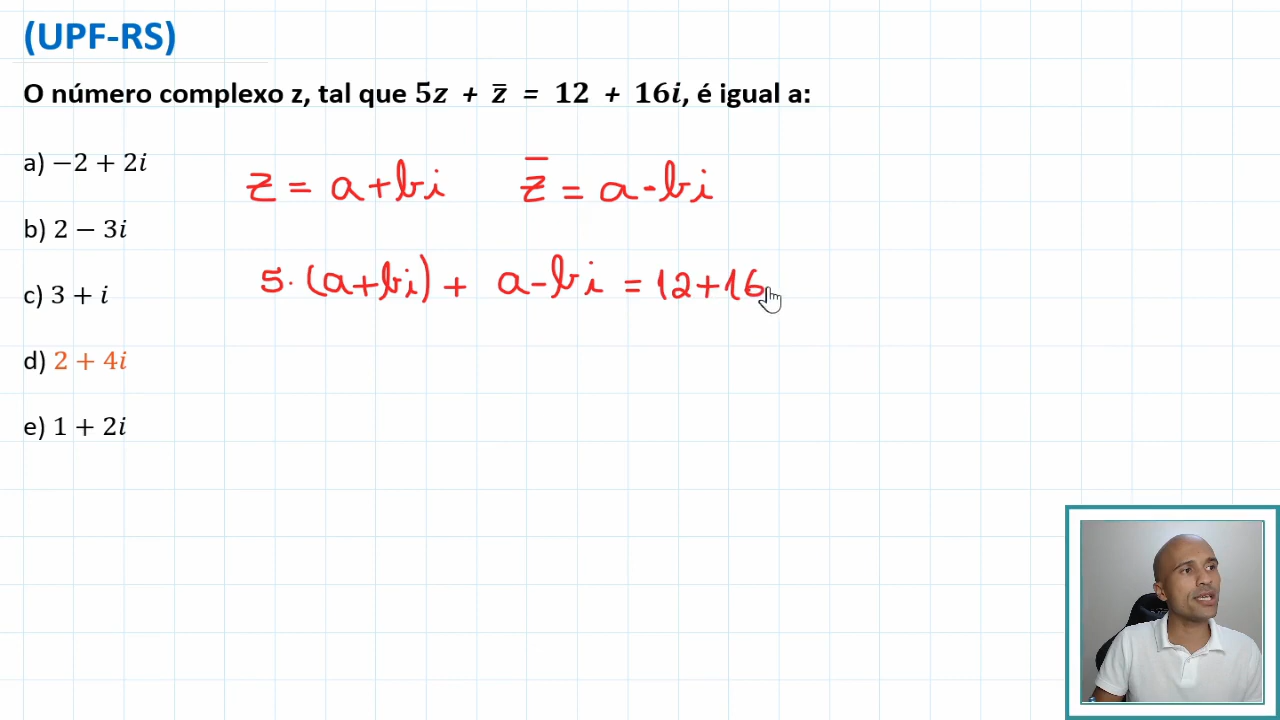 (UPF-RS)
O número complexo z, tal que 5z + z̄ = 12 + 16i, é igual a:
a) −2 + 2i
z = a+bi z̄ = a-bi
b) 2 − 3i
5·(a+bi) + a-bi = 12+16
c) 3 + i
d) 2 + 4i
e) 1 + 2i